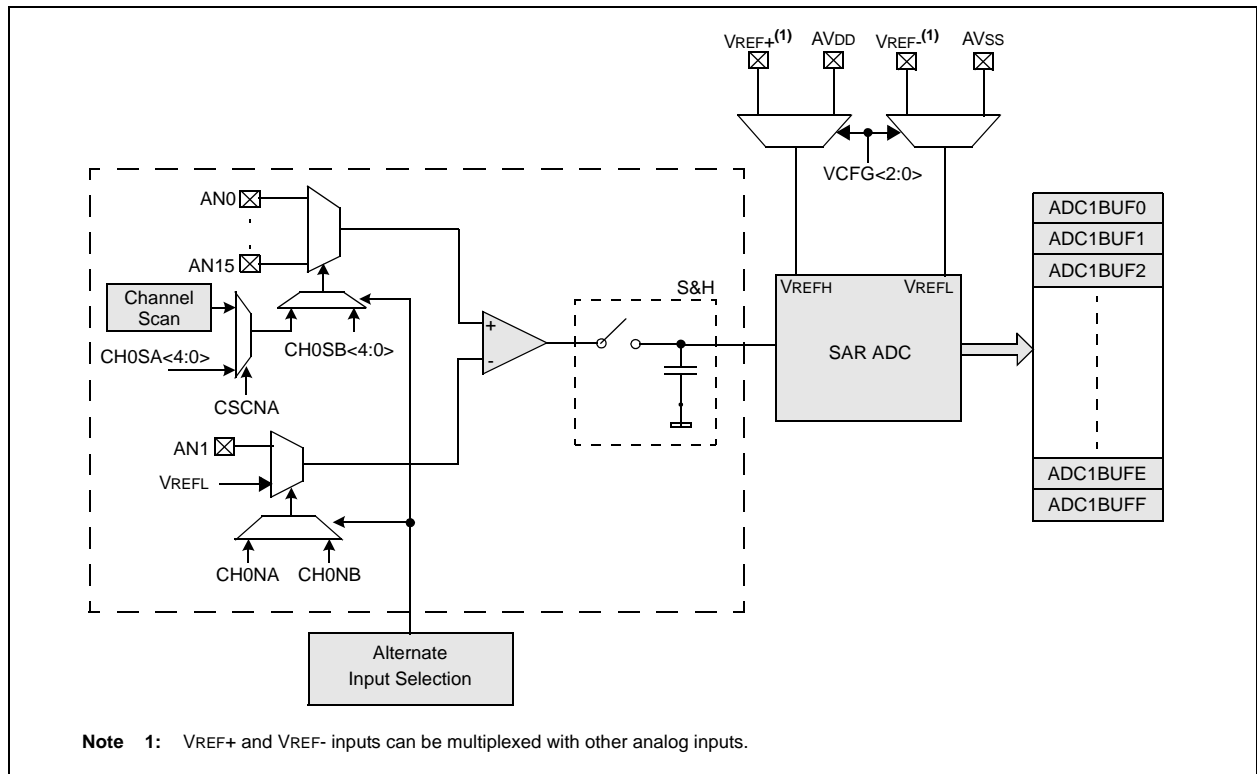 VREF+(1) AVDD VREF-(1) AVSS
VCFG<2:0>
AN0
AN15
Channel
Scan
CH0SA<4:0>
CH0SB<4:0>
CSCNA
AN1
VREFL
CH0NA CH0NB
+
-
S&H
VREFH VREFL
SAR ADC
ADC1BUF0
ADC1BUF1
ADC1BUF2
ADC1BUFE
ADC1BUFF
Alternate
Input Selection
Note 1: VREF+ and VREF- inputs can be multiplexed with other analog inputs.